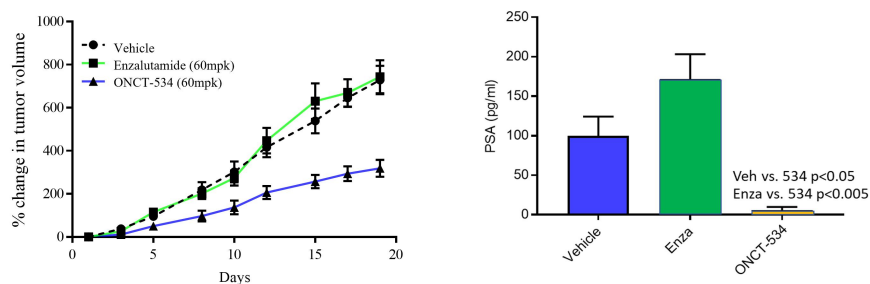 1000
800
600
400
200
0
% change in tumor volume
Vehicle
Enzalutamide (60mpk)
ONCT-534 (60mpk)
0 5 10 15 20
Days
250
200
150
100
50
0
PSA (pg/ml)
Veh vs. 534 p<0.05
Enza vs. 534 p<0.005
Vehicle
Enza
ONCT-534